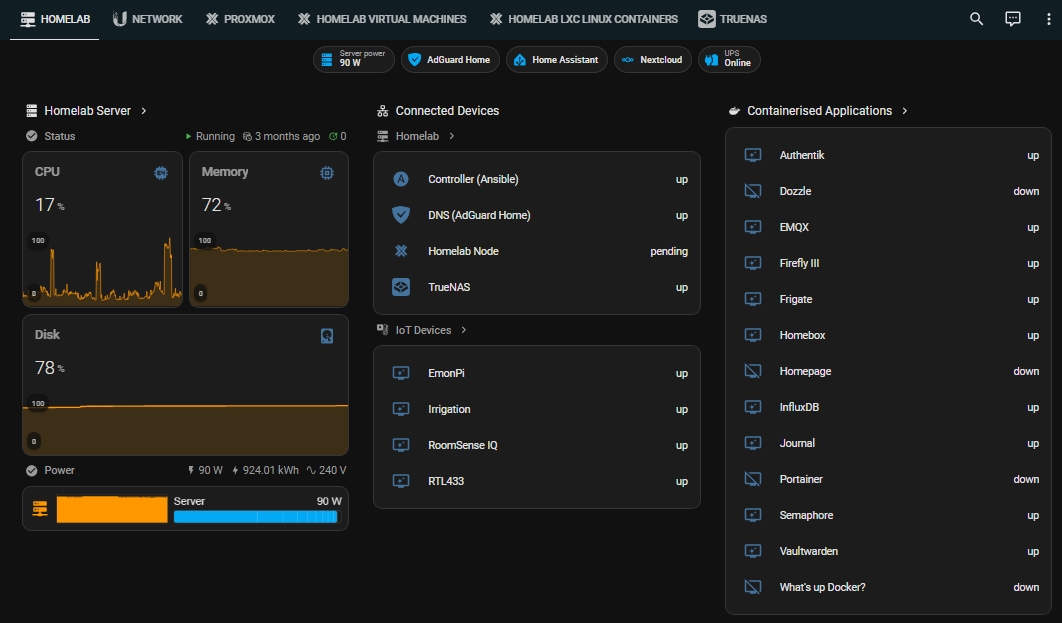 HOMELAB NETWORK PROXMOX HOMELAB VIRTUAL MACHINES HOMELAB LXC LINUX CONTAINERS TRUENAS
Server power
90 W
AdGuard Home
Home Assistant
Nextcloud
UPS
Online
Homelab Server
Status Running 3 months ago 0
CPU
17%
100
0
Memory
72%
100
0
Disk
78%
100
0
Power 90 W 924.01 kWh 240 V
Server 90 W
Connected Devices
Homelab
Controller (Ansible) up
DNS (AdGuard Home) up
Homelab Node pending
TrueNAS up
IoT Devices
EmonPi up
Irrigation up
RoomSense IQ up
RTL433 up
Containerised Applications
Authentik up
Dozzle down
EMQX up
Firefly III up
Frigate up
Homebox up
Homepage down
InfluxDB up
Journal up
Portainer down
Semaphore up
Vaultwarden up
What's up Docker? down